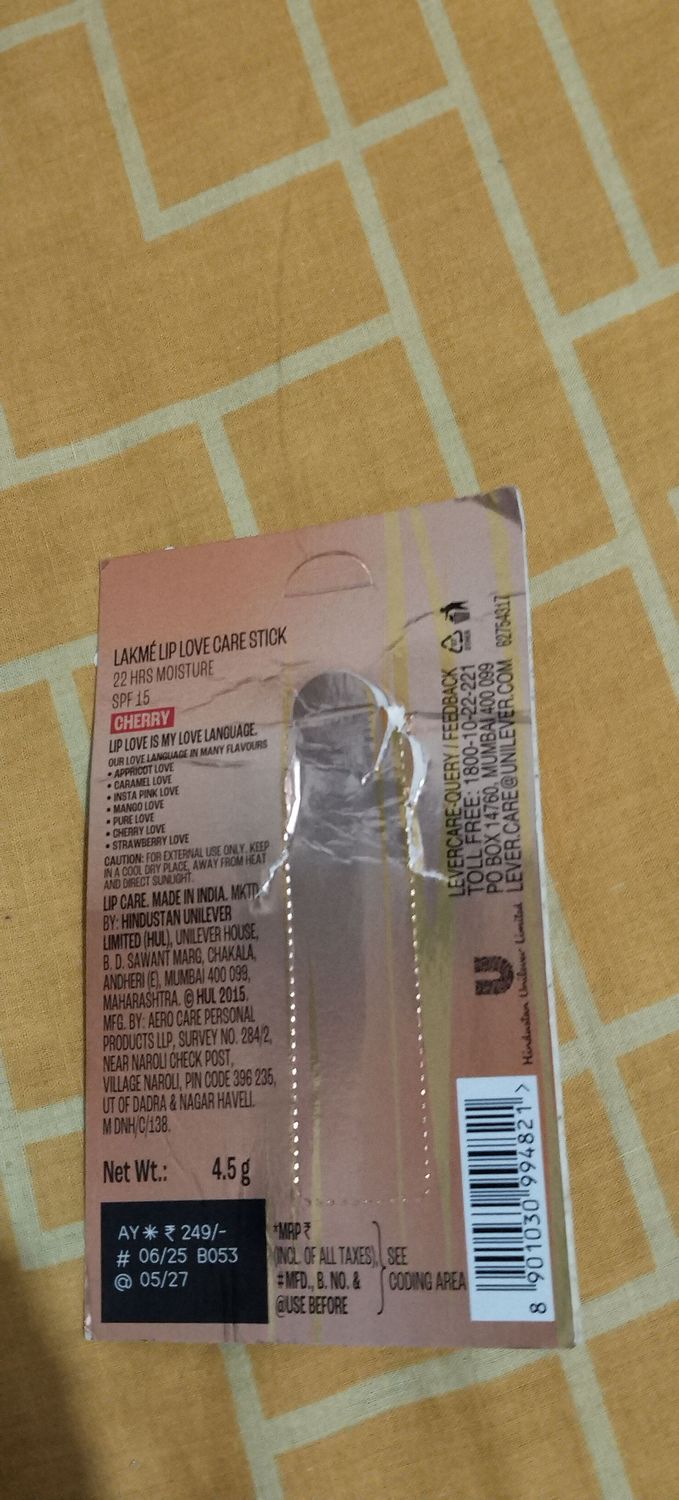 LAKMÉ LIP LOVE CARE STICK
22 HRS MOISTURE
SPF 15
CHERRY
LIP LOVE IS MY LOVE LANGUAGE.
OUR LOVE LANGUAGE IN MANY FLAVOURS
• APPRICOT LOVE
• CARAMEL LOVE
• INSTA PINK LOVE
• MANGO LOVE
• PURE LOVE
• CHERRY LOVE
• STRAWBERRY LOVE
CAUTION: FOR EXTERNAL USE ONLY. KEEP
IN A COOL DRY PLACE, AWAY FROM HEAT
AND DIRECT SUNLIGHT.
LIP CARE. MADE IN INDIA. MKTD.
BY: HINDUSTAN UNILEVER
LIMITED (HUL), UNILEVER HOUSE,
B. D. SAWANT MARG, CHAKALA,
ANDHERI (E), MUMBAI 400 099,
MAHARASHTRA. © HUL 2015.
MFG. BY: AERO CARE PERSONAL
PRODUCTS LLP, SURVEY NO. 284/2,
NEAR NAROLI CHECK POST,
VILLAGE NAROLI, PIN CODE 396 235,
UT OF DADRA & NAGAR HAVELI.
M DNH/C/138.
Net Wt.: 4.5 g
AY * ₹ 249/-
# 06/25 B053
@ 05/27
*MRP ₹
(INCL. OF ALL TAXES),
#MFD., B. NO. &
@USE BEFORE
SEE
CODING AREA
LEVERCARE-QUERY / FEEDBACK
TOLL FREE: 1800-10-22-221
PO BOX 14760, MUMBAI 400 099
LEVER.CARE@UNILEVER.COM 62754317
Hindustan Unilever Limited
8 901030 994821 >